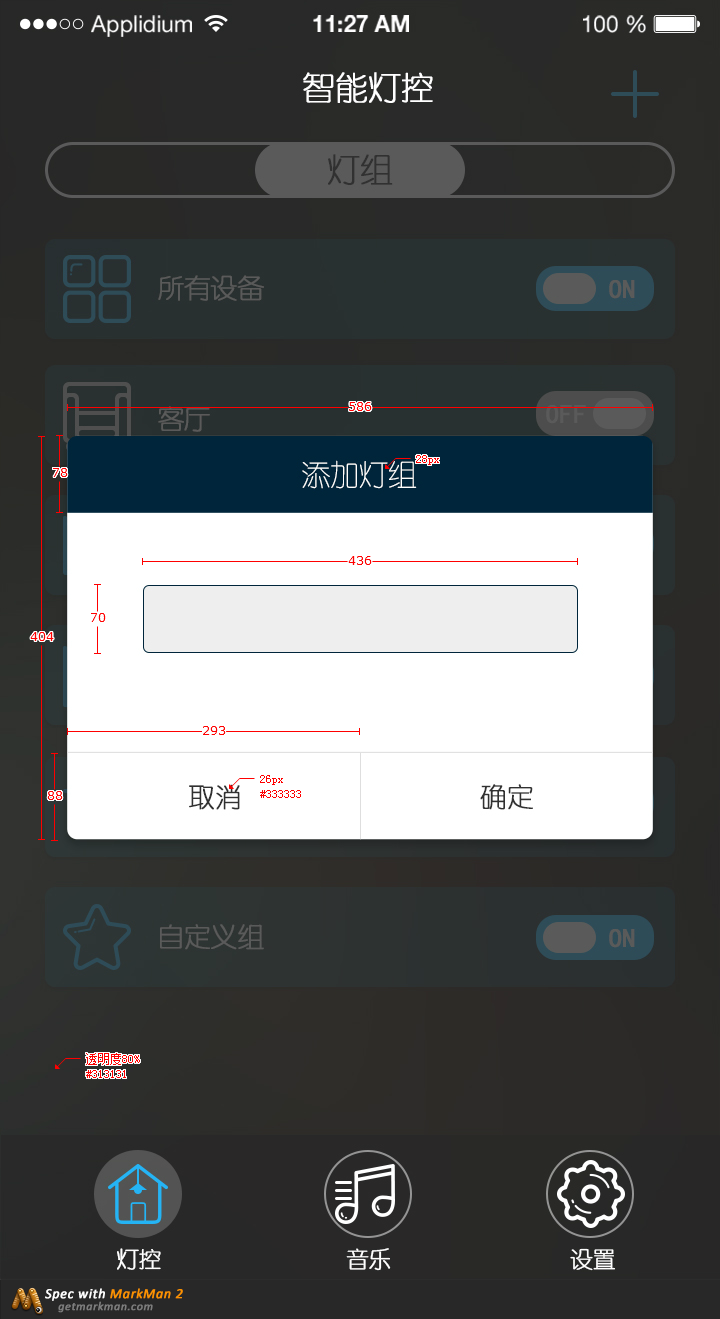 Applidium 11:27 AM 100 %
智能灯控
灯组
所有设备 ON
586
客厅 OFF
78 添加灯组 28px
436
70
404
293
26px
88 取消 #333333 确定
自定义组 ON
透明度80%
#313131
灯控 音乐 设置
Spec with MarkMan 2
getmarkman.com